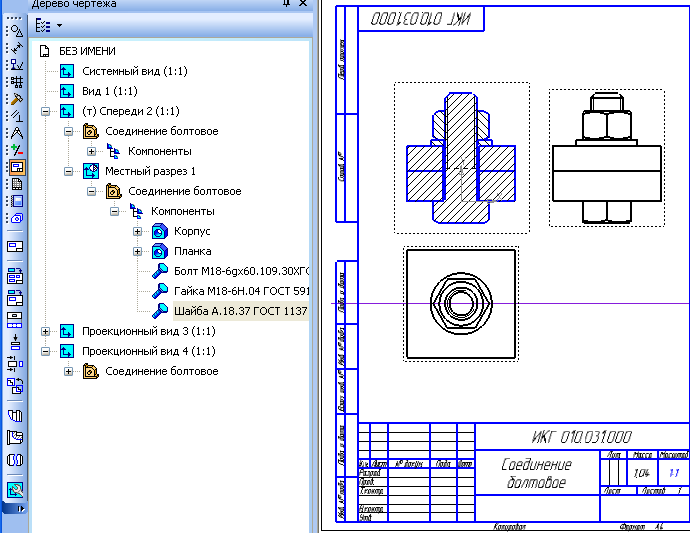 Дерево чертежа
БЕЗ ИМЕНИ
Системный вид (1:1)
Вид 1 (1:1)
(т) Спереди 2 (1:1)
Соединение болтовое
Компоненты
Местный разрез 1
Соединение болтовое
Компоненты
Корпус
Планка
Болт М18-6gx60.109.30ХГС
Гайка М18-6Н.04 ГОСТ 591
Шайба А.18.37 ГОСТ 1137
Проекционный вид 3 (1:1)
Проекционный вид 4 (1:1)
Соединение болтовое
ИКГ 010.031.000
Перв. примен.
Справ. №
Подп. и дата
Инв. № дубл.
Взам. инв. №
Подп. и дата
Инв. № подл.
ИКГ 010.031.000
Изм. Лист № докум. Подп. Дата
Разраб.
Пров.
Т.контр.
Н.контр.
Утв.
Соединение
болтовое
Лит. Масса Масштаб
1,04 1:1
Лист Листов 1
Копировал Формат А4